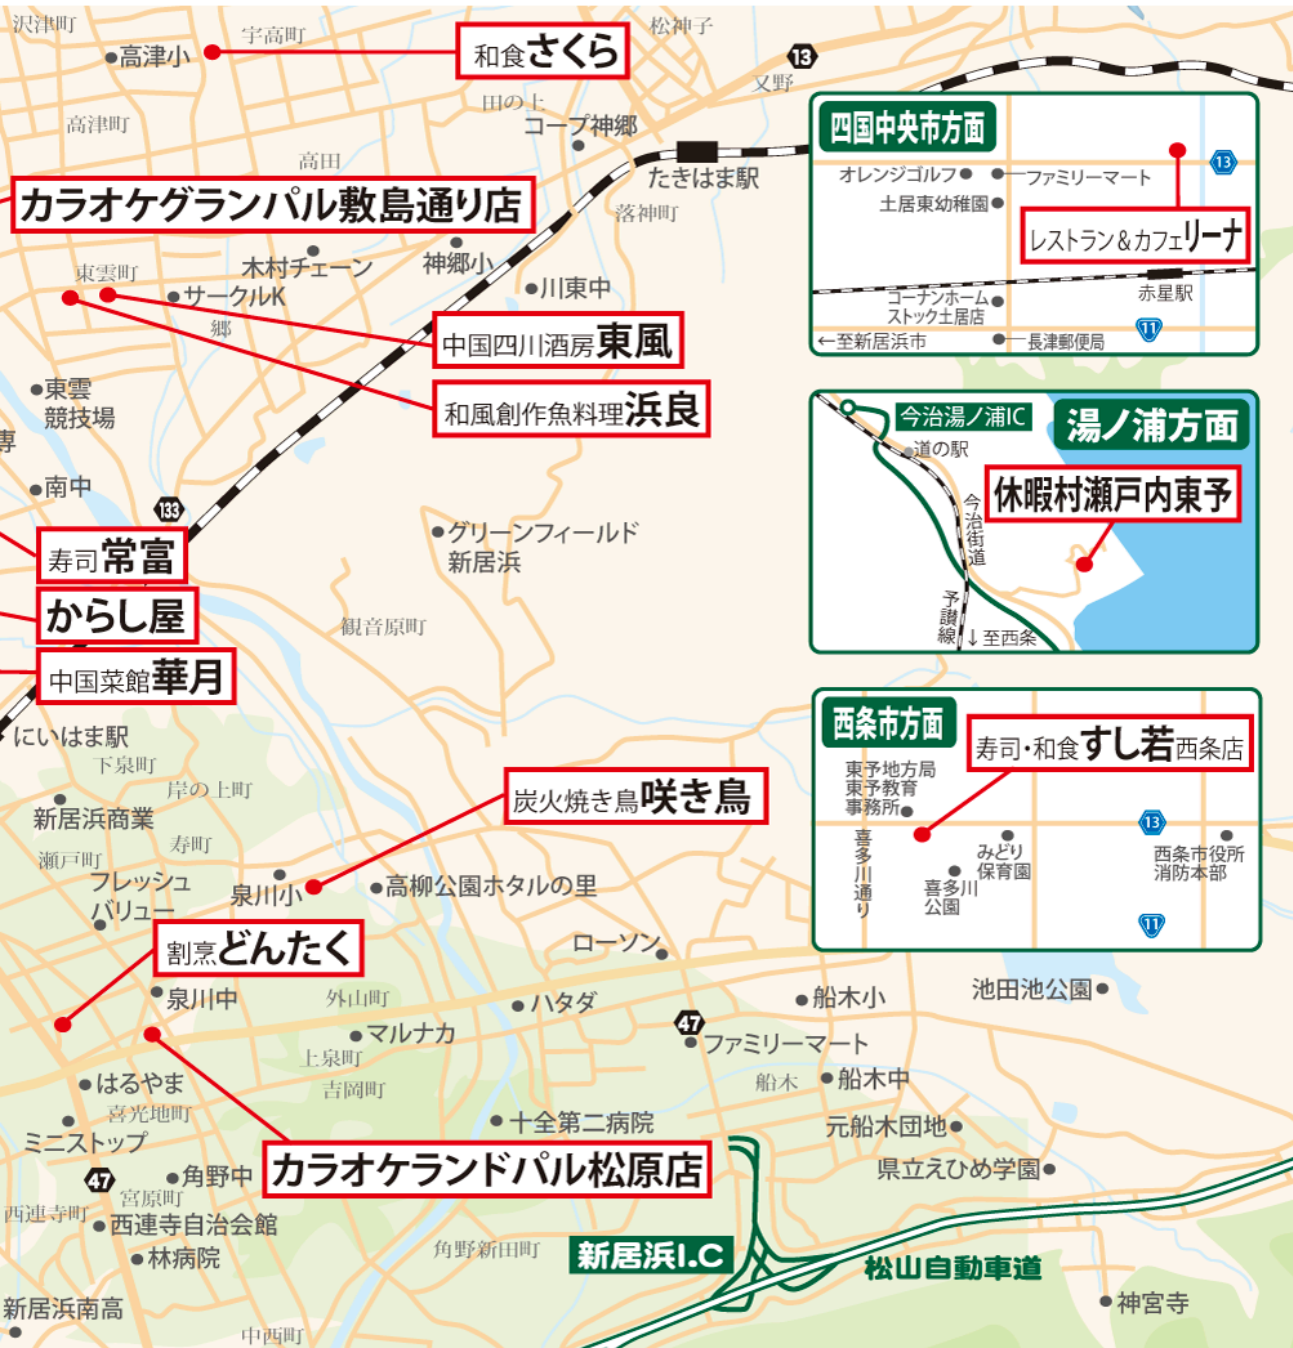 沢津町
高津小
宇高町
和食さくら
松神子
13
又野
田の上
コープ神郷
高津町
高田
たきはま駅
カラオケグランパル敷島通り店
落神町
東雲町
木村チェーン
神郷小
サークルK
川東中
郷
中国四川酒房東風
和風創作魚料理浜良
東雲
競技場
専
南中
133
寿司常富
からし屋
中国菜館華月
グリーンフィールド
新居浜
観音原町
にいはま駅
下泉町
岸の上町
新居浜商業
寿町
瀬戸町
フレッシュ
バリュー
泉川小
炭火焼き鳥咲き鳥
高柳公園ホタルの里
割烹どんたく
ローソン
泉川中
外山町
ハタダ
船木小
池田池公園
マルナカ
47
ファミリーマート
上泉町
吉岡町
はるやま
船木
船木中
喜光地町
ミニストップ
十全第二病院
元船木団地
カラオケランドパル松原店
県立えひめ学園
47
角野中
宮原町
西連寺町
西連寺自治会館
林病院
角野新田町
新居浜I.C
松山自動車道
新居浜南高
中西町
神宮寺
四国中央市方面
オレンジゴルフ
ファミリーマート
13
土居東幼稚園
レストラン&カフェリーナ
コーナンホーム
ストック土居店
赤星駅
←至新居浜市
長津郵便局
11
湯ノ浦方面
今治湯ノ浦IC
道の駅
休暇村瀬戸内東予
今治街道
予讃線
↓至西条
西条市方面
寿司・和食すし若西条店
東予地方局
東予教育
事務所
喜多川通り
みどり
保育園
喜多川
公園
13
西条市役所
消防本部
11